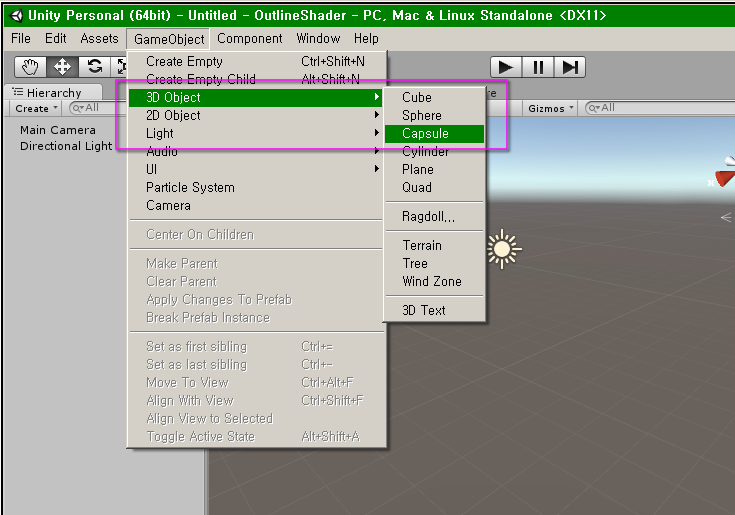 Unity Personal (64bit) - Untitled - OutlineShader - PC, Mac & Linux Standalone <DX11>
File Edit Assets GameObject Component Window Help
Create Empty Ctrl+Shift+N
Create Empty Child Alt+Shift+N
3D Object
2D Object
Light
Audio
UI
Particle System
Camera
Center On Children
Make Parent
Clear Parent
Apply Changes To Prefab
Break Prefab Instance
Set as first sibling Ctrl+=
Set as last sibling Ctrl+-
Move To View Ctrl+Alt+F
Align With View Ctrl+Shift+F
Align View to Selected
Toggle Active State Alt+Shift+A
Cube
Sphere
Capsule
Cylinder
Plane
Quad
Ragdoll...
Terrain
Tree
Wind Zone
3D Text
Hierarchy
Create All
Main Camera
Directional Light
Gizmos All
x